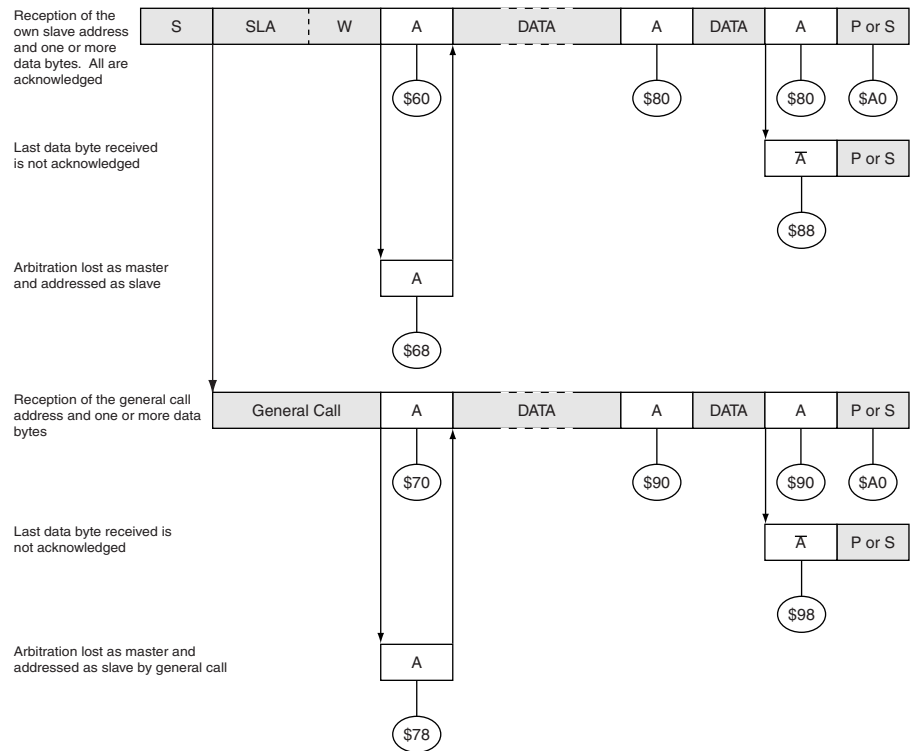 Reception of the
own slave address
and one or more
data bytes. All are
acknowledged
S SLA W A DATA A DATA A P or S
$60 $80 $80 $A0
Last data byte received
is not acknowledged
A̅ P or S
$88
Arbitration lost as master
and addressed as slave
A
$68
Reception of the general call
address and one or more data
bytes
General Call A DATA A DATA A P or S
$70 $90 $90 $A0
Last data byte received is
not acknowledged
A̅ P or S
$98
Arbitration lost as master and
addressed as slave by general call
A
$78